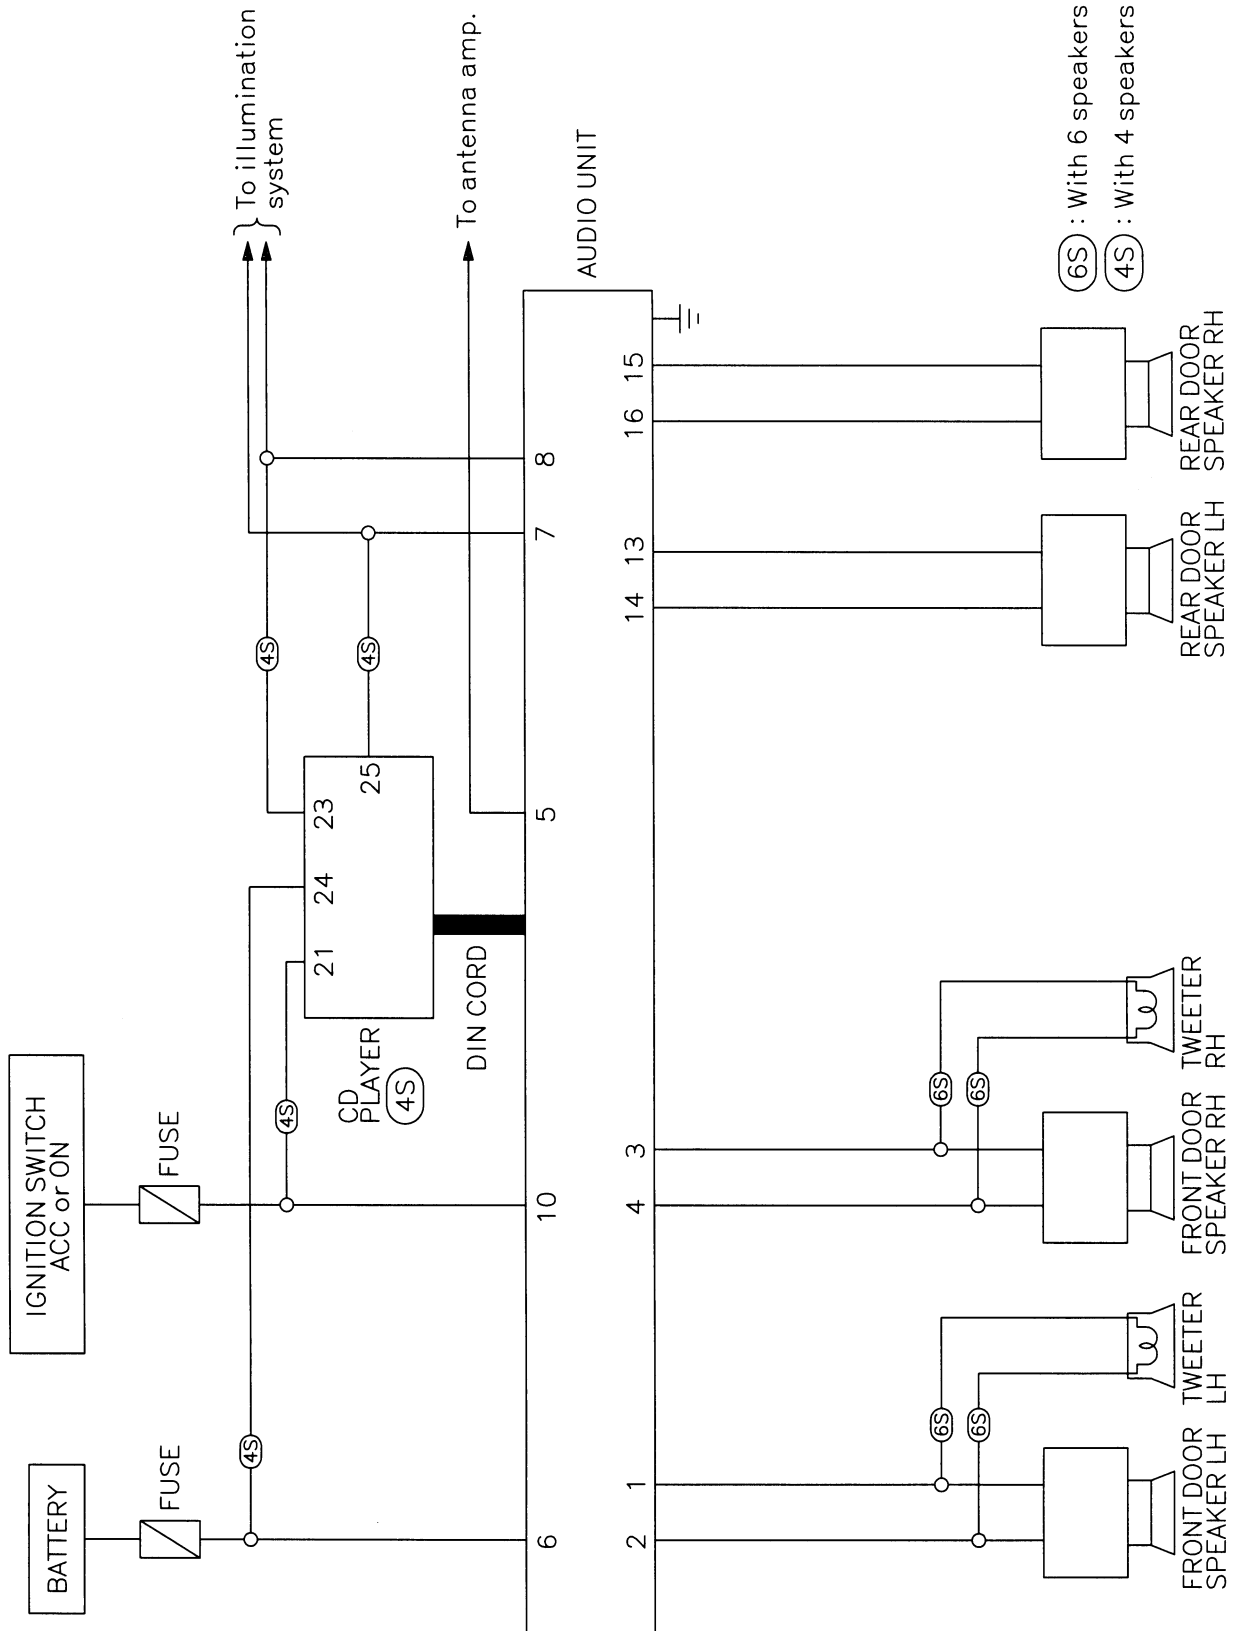 BATTERY
IGNITION SWITCH
ACC or ON
FUSE
FUSE
4S
4S
CD
PLAYER
4S
21
24
23
25
4S
4S
To illumination
system
To antenna amp.
DIN CORD
6
10
5
7
8
AUDIO UNIT
2
1
4
3
14
13
16
15
6S
6S
6S
6S
FRONT DOOR
SPEAKER LH
TWEETER
LH
FRONT DOOR
SPEAKER RH
TWEETER
RH
REAR DOOR
SPEAKER LH
REAR DOOR
SPEAKER RH
6S : With 6 speakers
4S : With 4 speakers